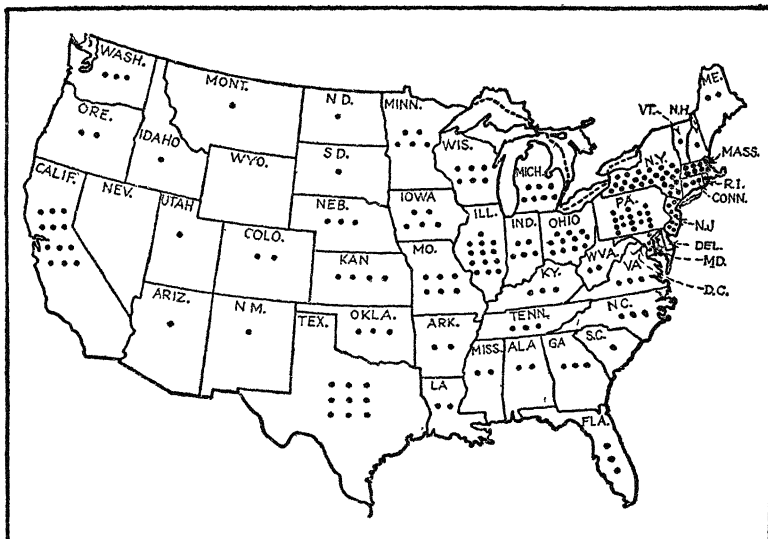 WASH.
MONT.
N D.
MINN.
ME.
VT.
N.H.
ORE.
IDAHO
S D.
WIS.
MICH.
N.Y.
MASS.
WYO.
R.I.
CONN.
CALIF.
NEV.
UTAH
NEB.
IOWA
ILL.
IND.
OHIO
PA.
N.J
COLO.
KAN
MO.
W.VA.
VA.
DEL.
MD.
KY.
D.C.
ARIZ.
N M.
TEX.
OKLA.
ARK.
TENN.
N C.
MISS.
ALA
GA
S.C.
LA
FLA.